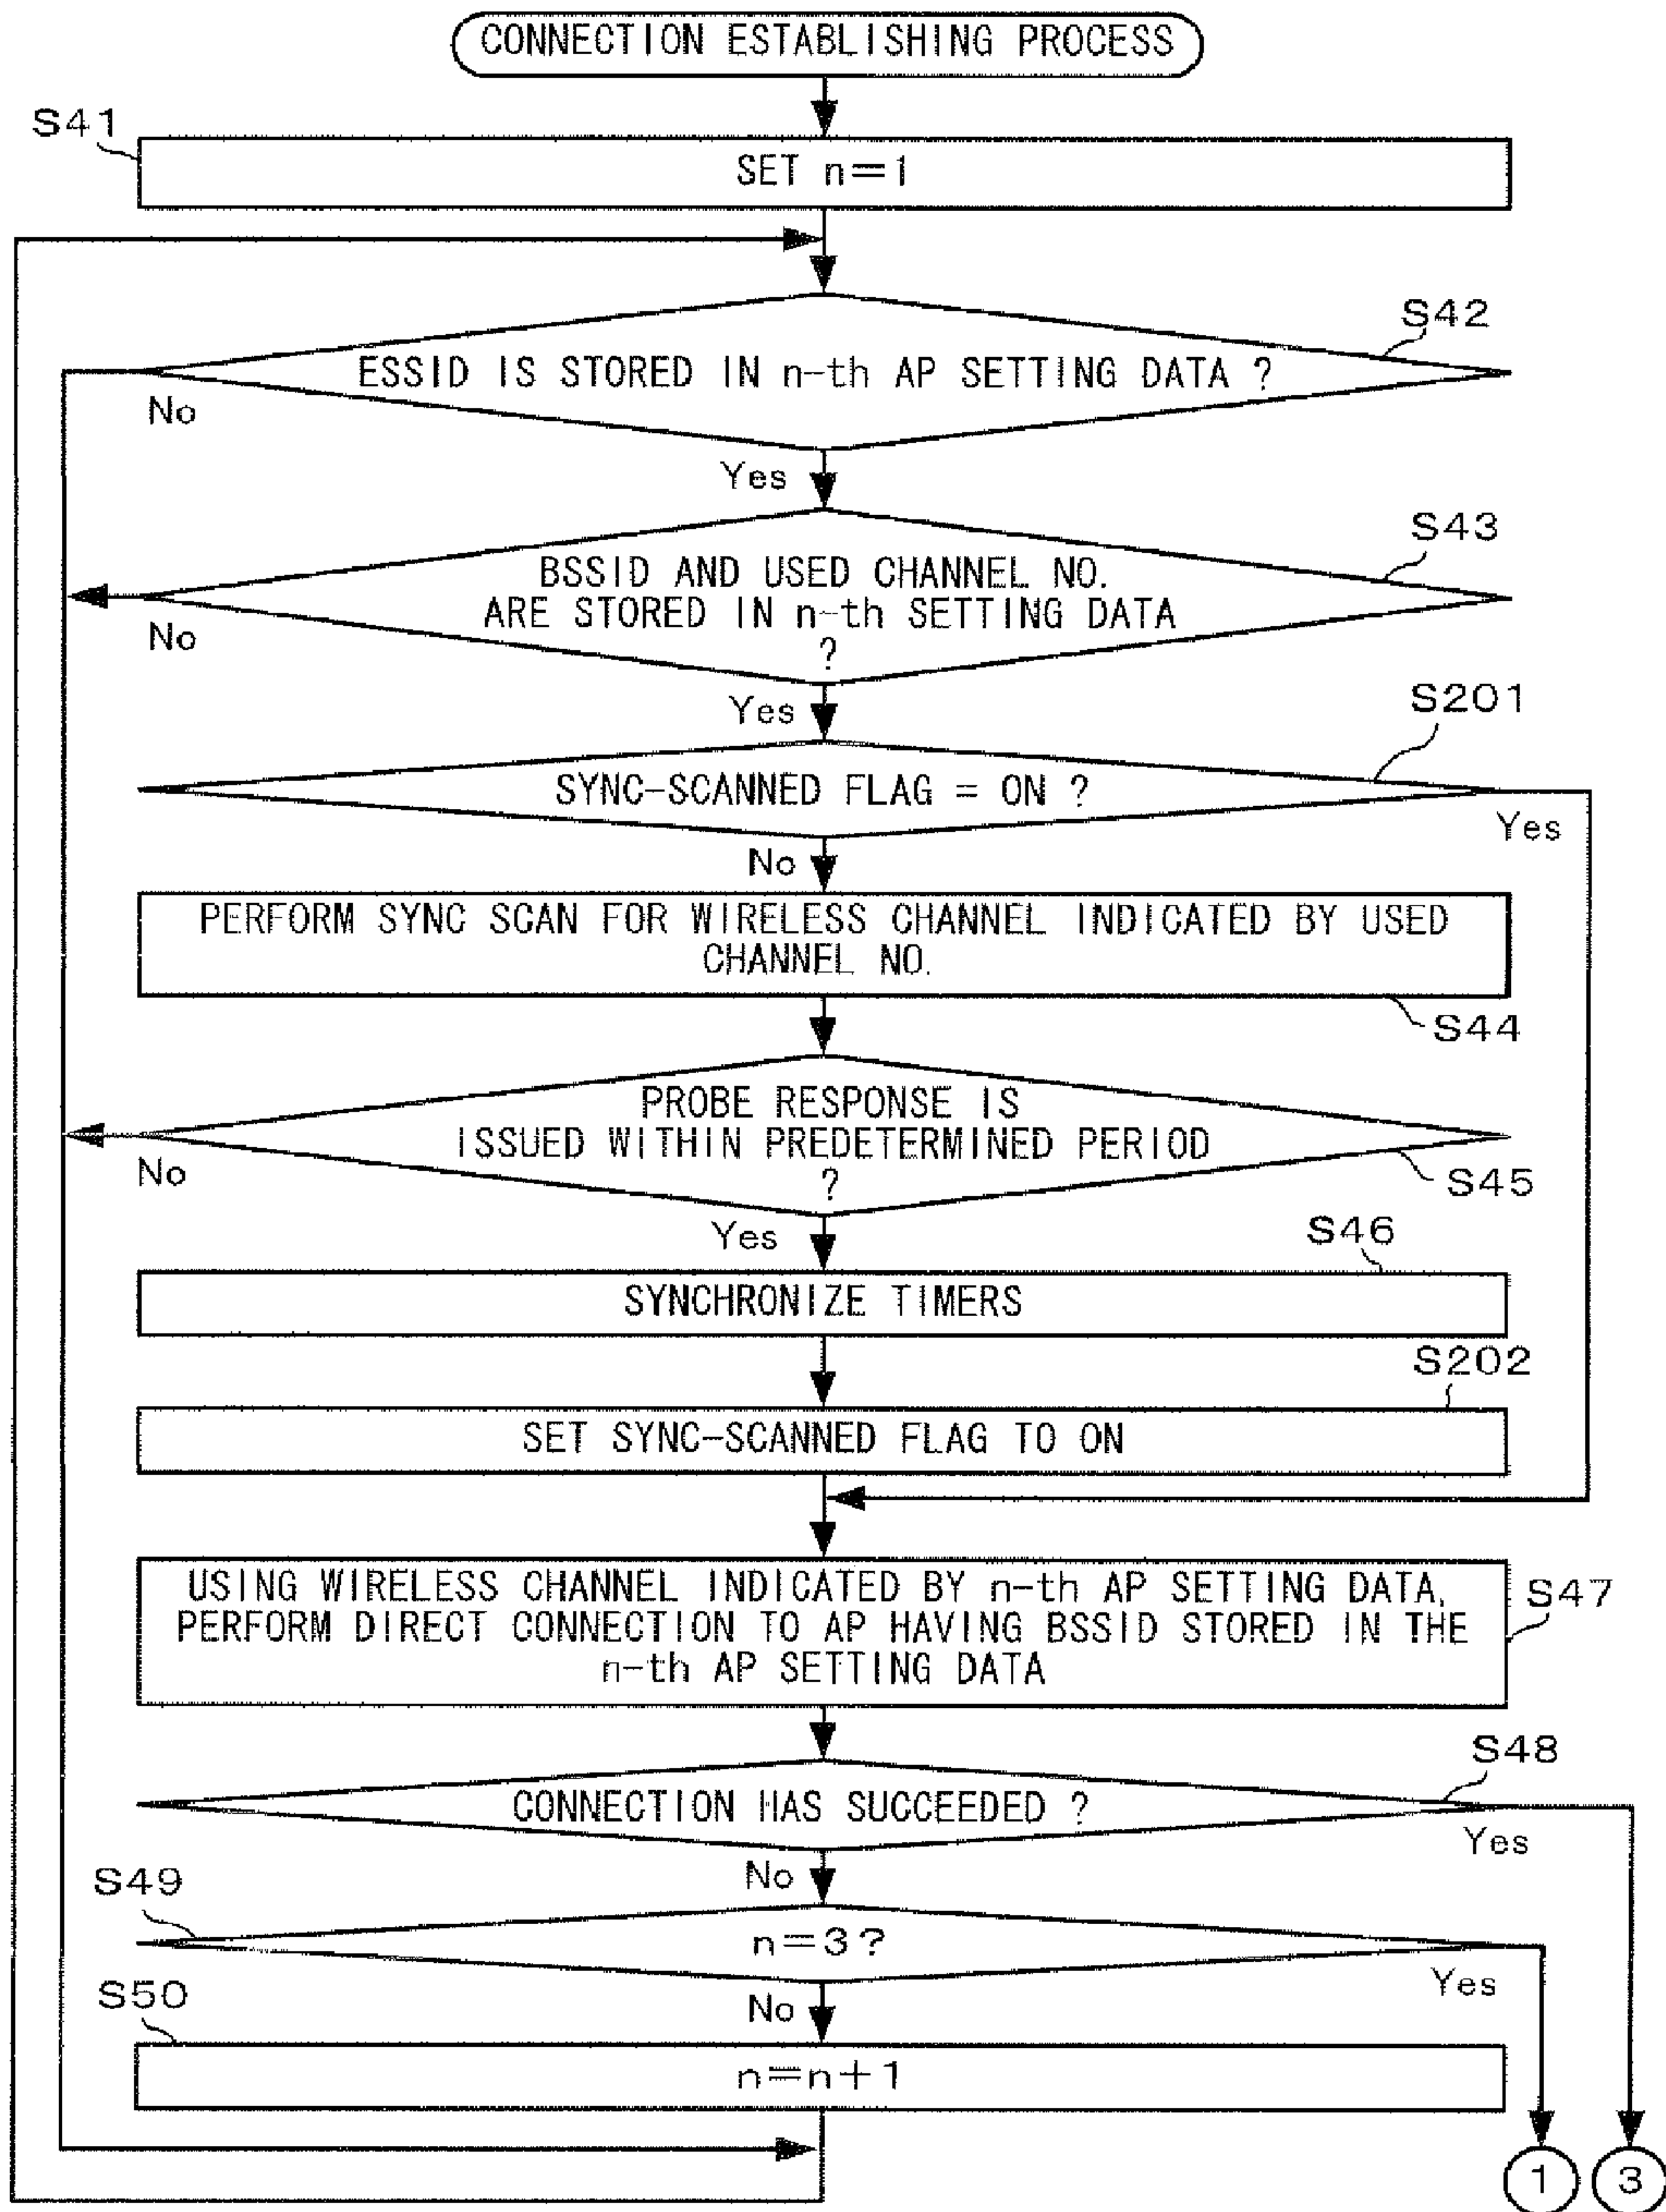 CONNECTION ESTABLISHING PROCESS
S41
SET n=1
S42
ESSID IS STORED IN n-th AP SETTING DATA ?
No
Yes
S43
BSSID AND USED CHANNEL NO.
ARE STORED IN n-th SETTING DATA
?
No
Yes
S201
SYNC-SCANNED FLAG = ON ?
Yes
No
PERFORM SYNC SCAN FOR WIRELESS CHANNEL INDICATED BY USED
CHANNEL NO.
S44
PROBE RESPONSE IS
ISSUED WITHIN PREDETERMINED PERIOD
?
No
S45
Yes
S46
SYNCHRONIZE TIMERS
S202
SET SYNC-SCANNED FLAG TO ON
USING WIRELESS CHANNEL INDICATED BY n-th AP SETTING DATA,
PERFORM DIRECT CONNECTION TO AP HAVING BSSID STORED IN THE
n-th AP SETTING DATA
S47
S48
CONNECTION HAS SUCCEEDED ?
Yes
No
S49
n=3?
Yes
No
S50
n=n+1
1
3